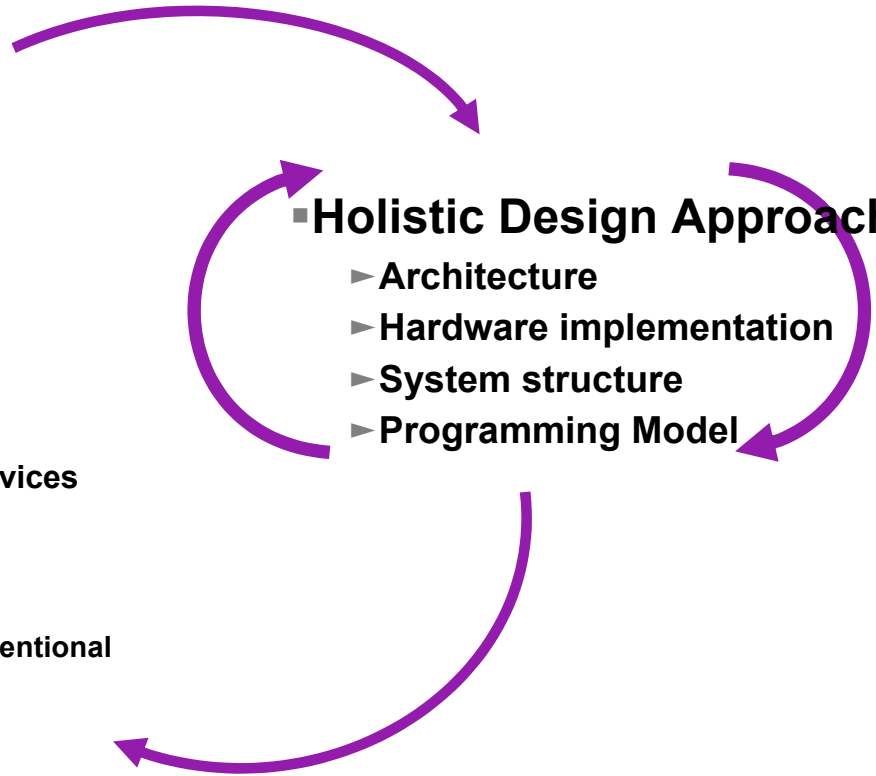 ▪Holistic Design Approac
►Architecture
►Hardware implementation
►System structure
►Programming Model
vices
entional